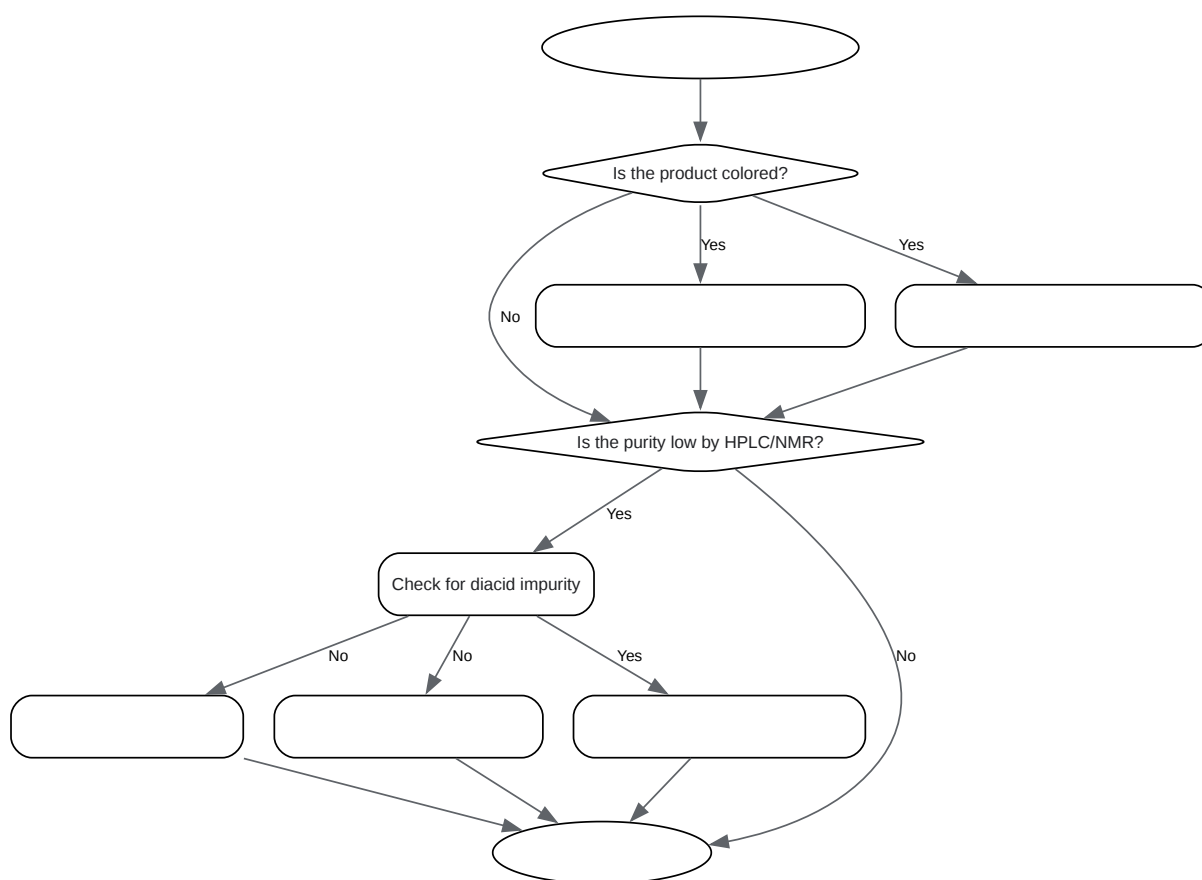 Is the product colored?
Yes
Yes
No
Is the purity low by HPLC/NMR?
Yes
Check for diacid impurity
No
No
Yes
No